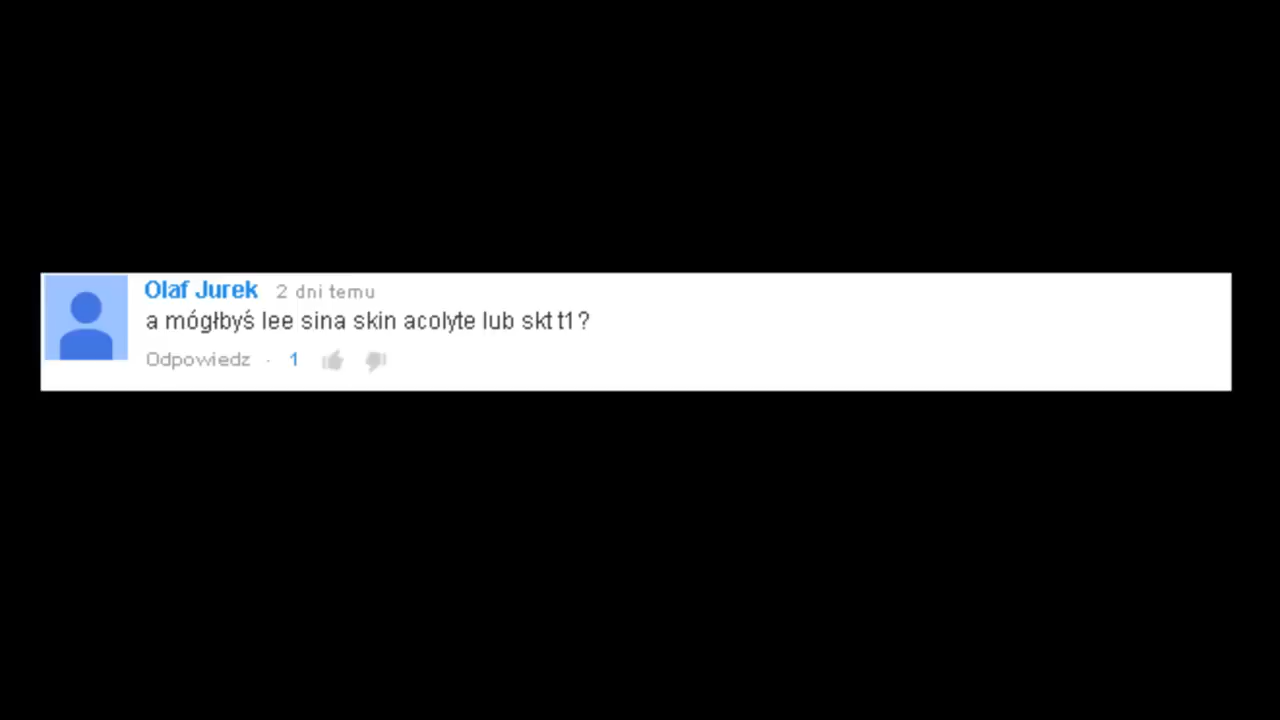 Olaf Jurek 2 dni temu
a mógłbyś lee sina skin acolyte lub skt t1?
Odpowiedz · 1